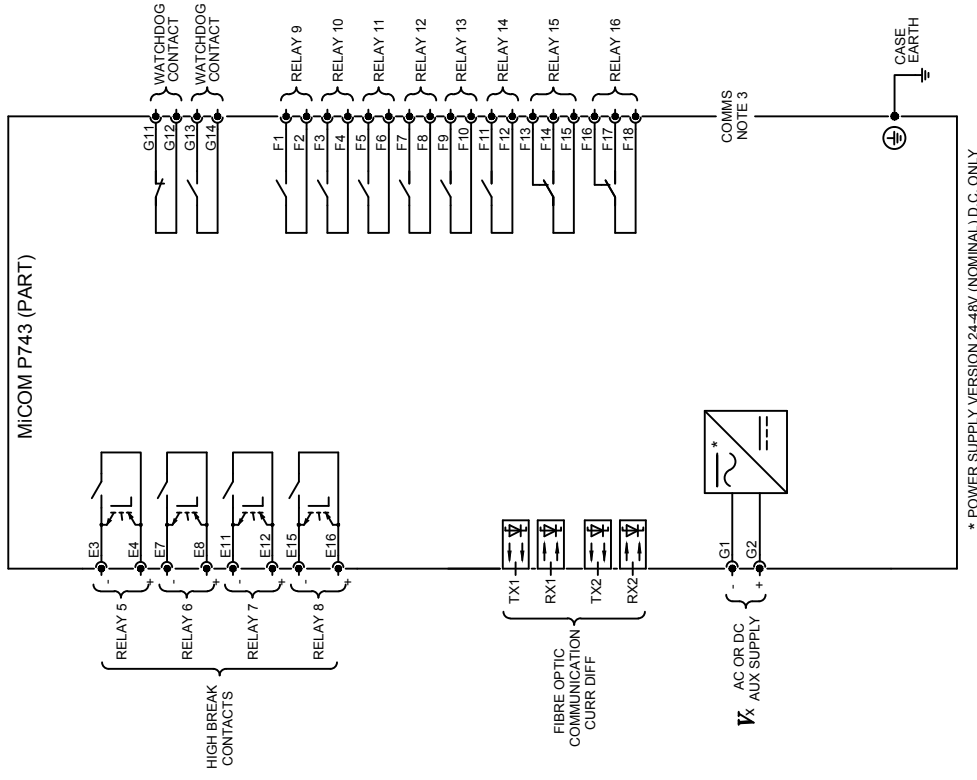 MiCOM P743 (PART)
HIGH BREAK
CONTACTS
RELAY 5
RELAY 6
RELAY 7
RELAY 8
-
+
-
+
-
+
-
+
E3
E4
E7
E8
E11
E12
E15
E16
FIBRE OPTIC
COMMUNICATION
CURR DIFF
TX1
RX1
TX2
RX2
Vx
AC OR DC
AUX SUPPLY
-
+
G1
G2
*
G11
G12
G13
G14
WATCHDOG
CONTACT
WATCHDOG
CONTACT
F1
F2
F3
F4
F5
F6
F7
F8
F9
F10
F11
F12
F13
F14
F15
F16
F17
F18
RELAY 9
RELAY 10
RELAY 11
RELAY 12
RELAY 13
RELAY 14
RELAY 15
RELAY 16
COMMS
NOTE 3
CASE
EARTH
* POWER SUPPLY VERSION 24-48V (NOMINAL) D.C. ONLY